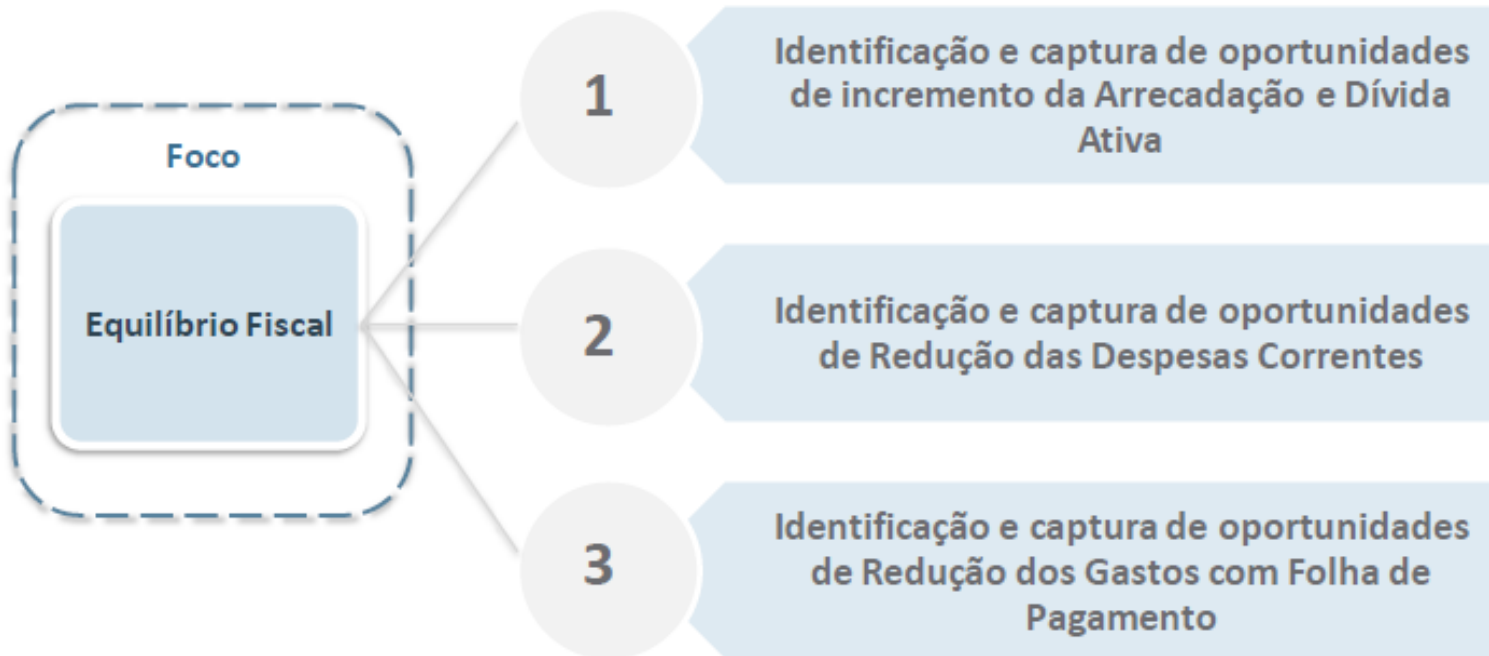 Foco
Equilíbrio Fiscal
1
Identificação e captura de oportunidades
de incremento da Arrecadação e Dívida
Ativa
2
Identificação e captura de oportunidades
de Redução das Despesas Correntes
3
Identificação e captura de oportunidades
de Redução dos Gastos com Folha de
Pagamento